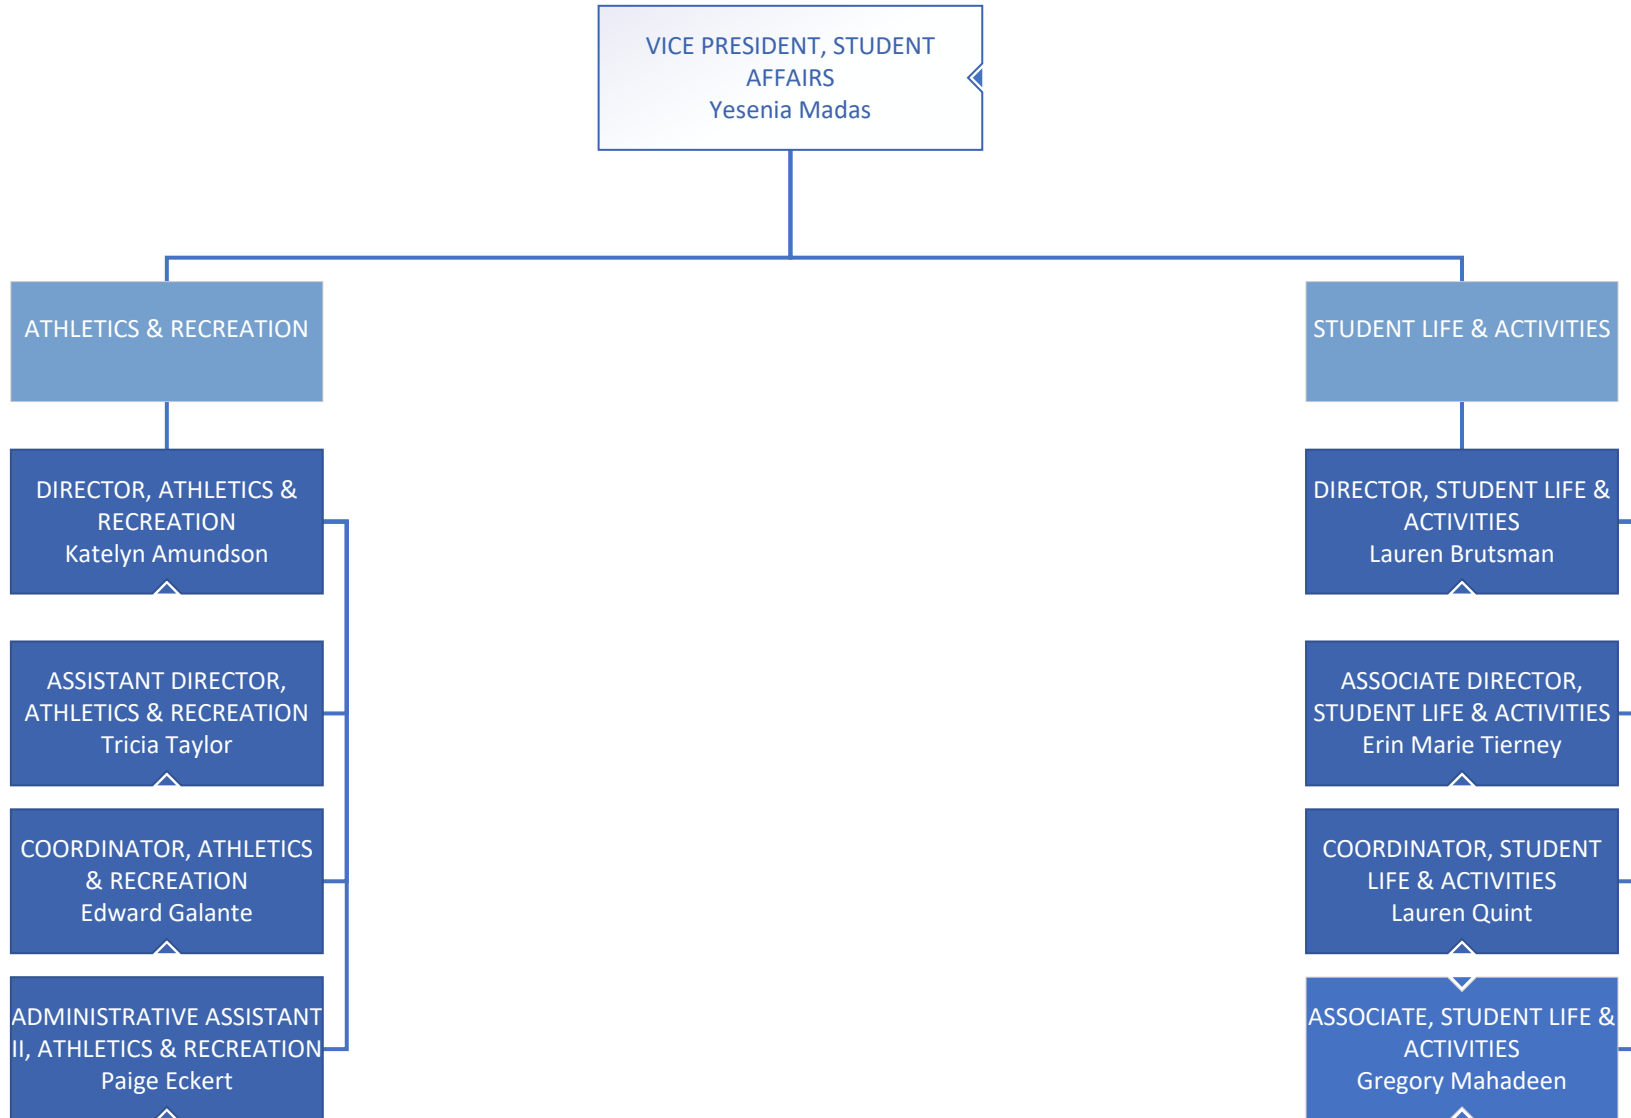 VICE PRESIDENT, STUDENT
AFFAIRS
Yesenia Madas
ATHLETICS & RECREATION
STUDENT LIFE & ACTIVITIES
DIRECTOR, ATHLETICS &
RECREATION
Katelyn Amundson
DIRECTOR, STUDENT LIFE &
ACTIVITIES
Lauren Brutsman
ASSISTANT DIRECTOR,
ATHLETICS & RECREATION
Tricia Taylor
ASSOCIATE DIRECTOR,
STUDENT LIFE & ACTIVITIES
Erin Marie Tierney
COORDINATOR, ATHLETICS
& RECREATION
Edward Galante
COORDINATOR, STUDENT
LIFE & ACTIVITIES
Lauren Quint
ADMINISTRATIVE ASSISTANT
II, ATHLETICS & RECREATION
Paige Eckert
ASSOCIATE, STUDENT LIFE &
ACTIVITIES
Gregory Mahadeen